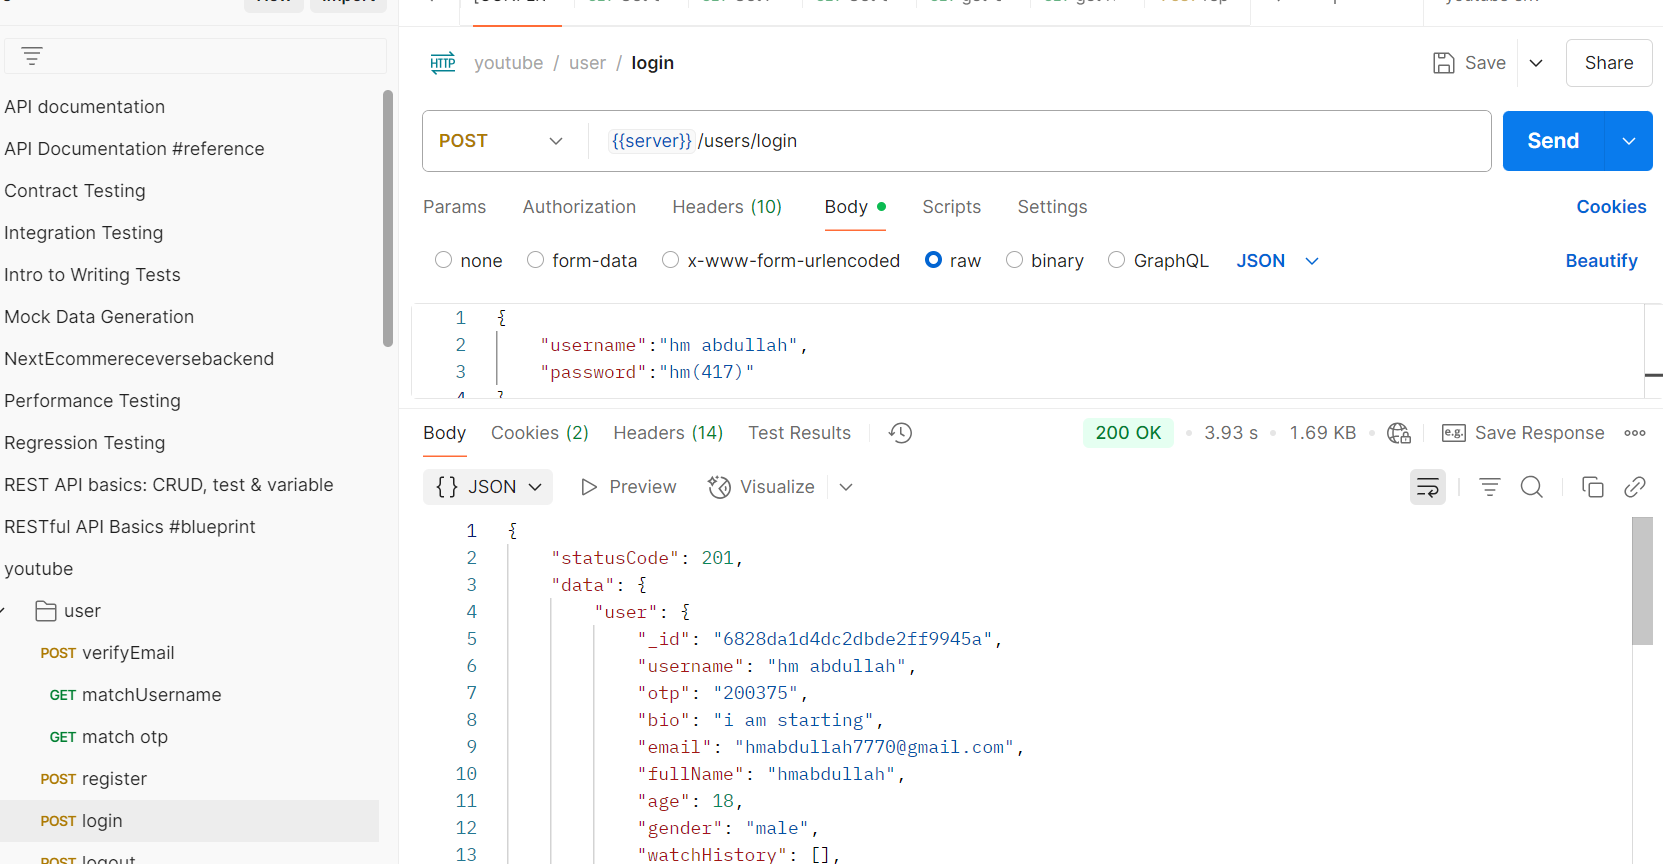 API documentation
API Documentation #reference
Contract Testing
Integration Testing
Intro to Writing Tests
Mock Data Generation
NextEcommereceversebackend
Performance Testing
Regression Testing
REST API basics: CRUD, test & variable
RESTful API Basics #blueprint
youtube
user
POST verifyEmail
GET matchUsername
GET match otp
POST register
POST login
POST logout
HTTP youtube / user / login
Save
Share
POST {{server}} /users/login
Send
Params Authorization Headers (10) Body Scripts Settings Cookies
none form-data x-www-form-urlencoded raw binary GraphQL JSON Beautify
1 {
2 "username":"hm abdullah",
3 "password":"hm(417)"
4 }
Body Cookies (2) Headers (14) Test Results 200 OK • 3.93 s • 1.69 KB • e.g. Save Response
{} JSON Preview Visualize
1 {
2 "statusCode": 201,
3 "data": {
4 "user": {
5 "_id": "6828da1d4dc2dbde2ff9945a",
6 "username": "hm abdullah",
7 "otp": "200375",
8 "bio": "i am starting",
9 "email": "hmabdullah7770@gmail.com",
10 "fullName": "hmabdullah",
11 "age": 18,
12 "gender": "male",
13 "watchHistory": [],